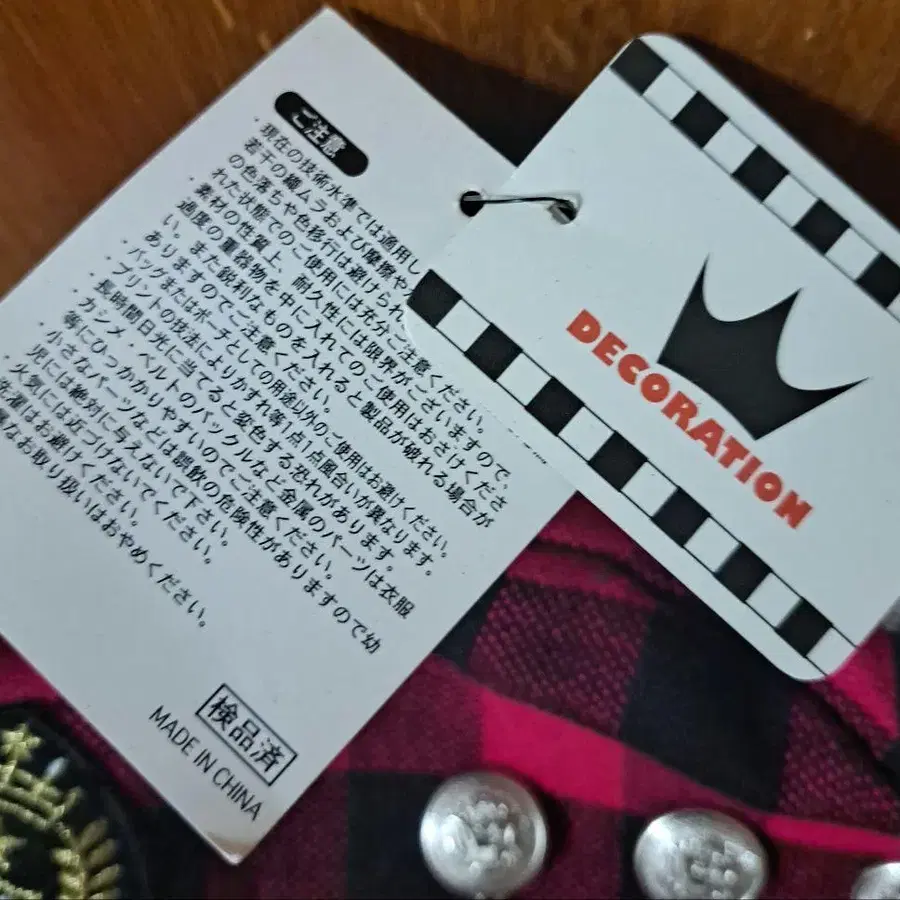 ご注意
・現在の技術水準では適用し
若干の織ムラおよび摩擦や
の色落ちや色移行は避けられ
れた状態でのご使用には充分ご注意ください。
・素材の性質上、耐久性には限界がございますので、
過度の重器物を中に入れてのご使用はおさけくださ
い。また鋭利なものを入れると製品が破れる場合が
ありますのでご注意ください。
・バッグまたはポーチとしての用途以外のご使用はお避けください。
・プリントの技法によりかすれ等1点1点風合いが異なります。
・長時間日光に当てると変色する恐れがあります。
・カシメ・ベルトのバックルなど金属のパーツは衣服
等にひっかかりやすいのでご注意ください。
・小さなパーツなどは誤飲の危険性がありますので幼
児には絶対に与えないで下さい。
・火気には近づけないでください。
洗濯はお避けください。
なお取り扱いはおやめください。
検品済
MADE IN CHINA
DECORATION